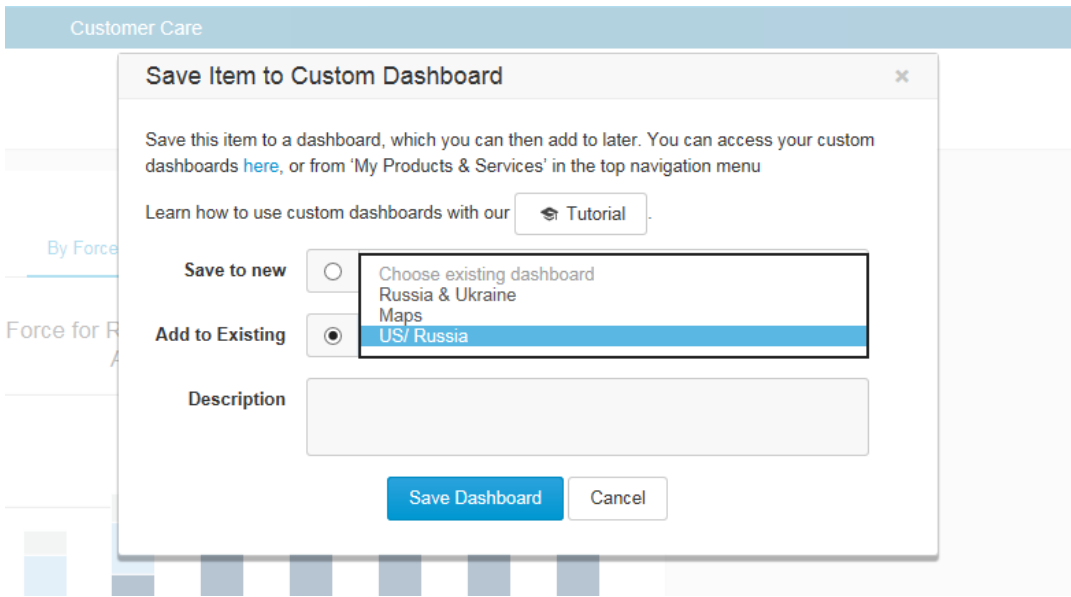 Customer Care
Save Item to Custom Dashboard
×
Save this item to a dashboard, which you can then add to later. You can access your custom
dashboards here, or from ‘My Products & Services’ in the top navigation menu
Learn how to use custom dashboards with our Tutorial .
By Force
Save to new
Choose existing dashboard
Russia & Ukraine
Maps
Add to Existing
US/ Russia
Force for R
A
Description
Save Dashboard Cancel